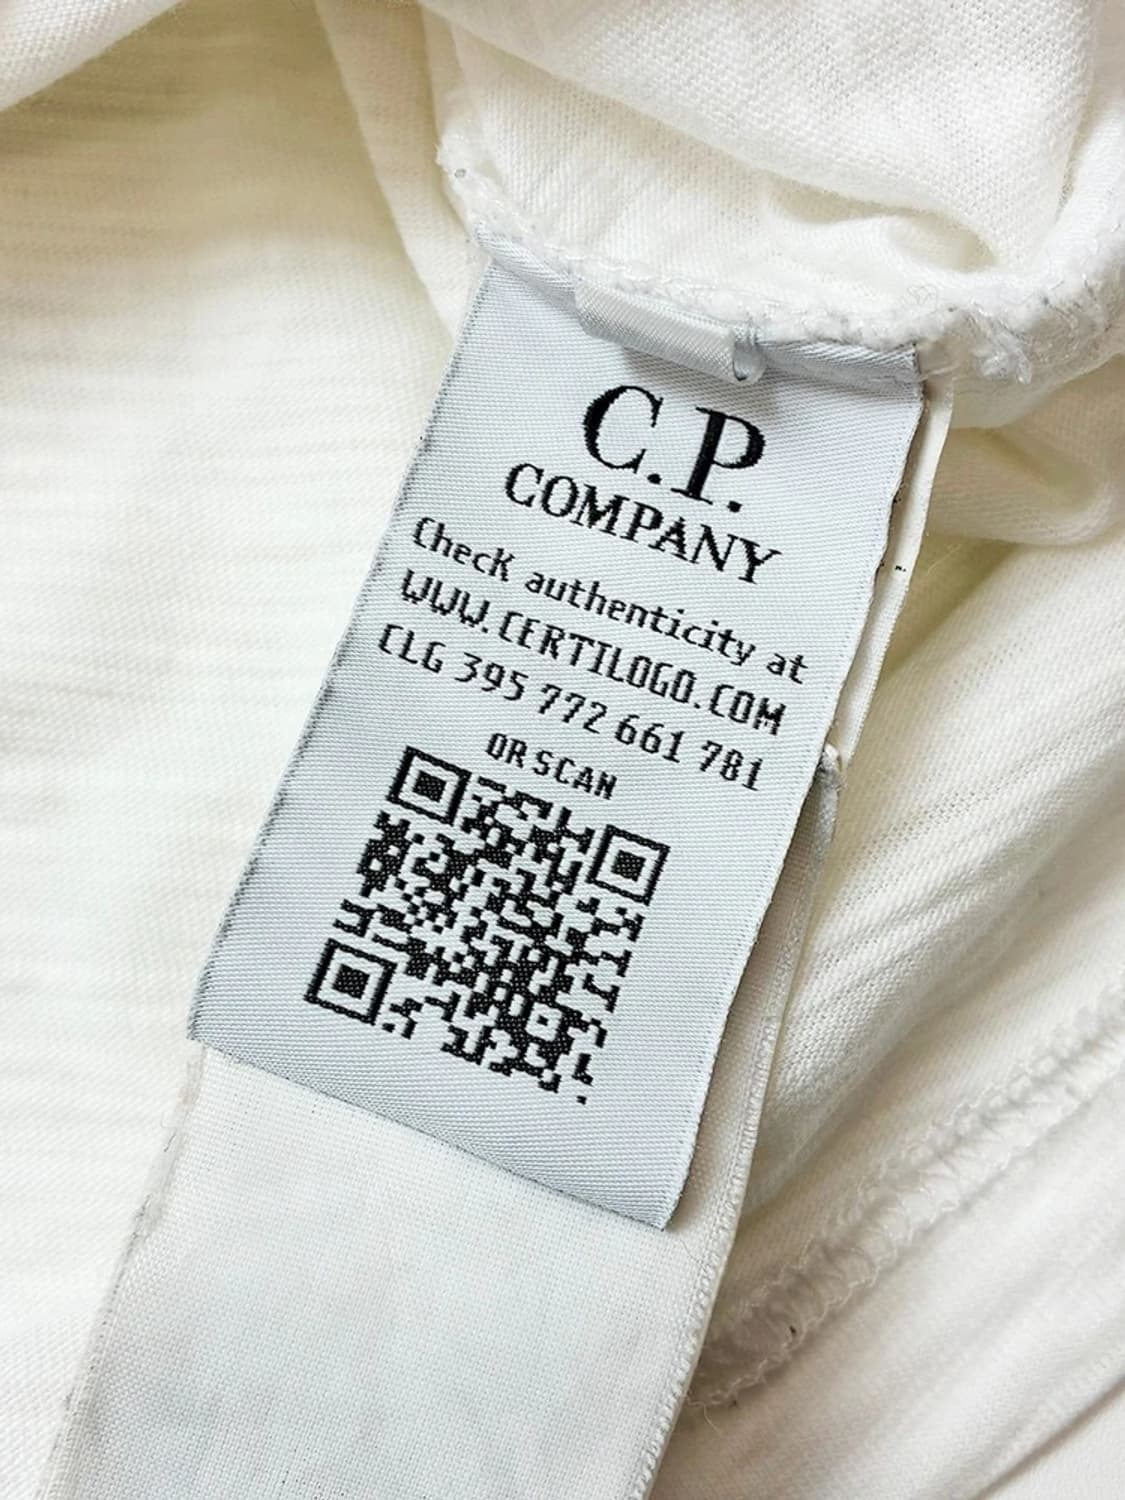 C.P.
COMPANY
Check authenticity at
WWW.CERTILOGO.COM
CLG 395 772 661 781
OR SCAN